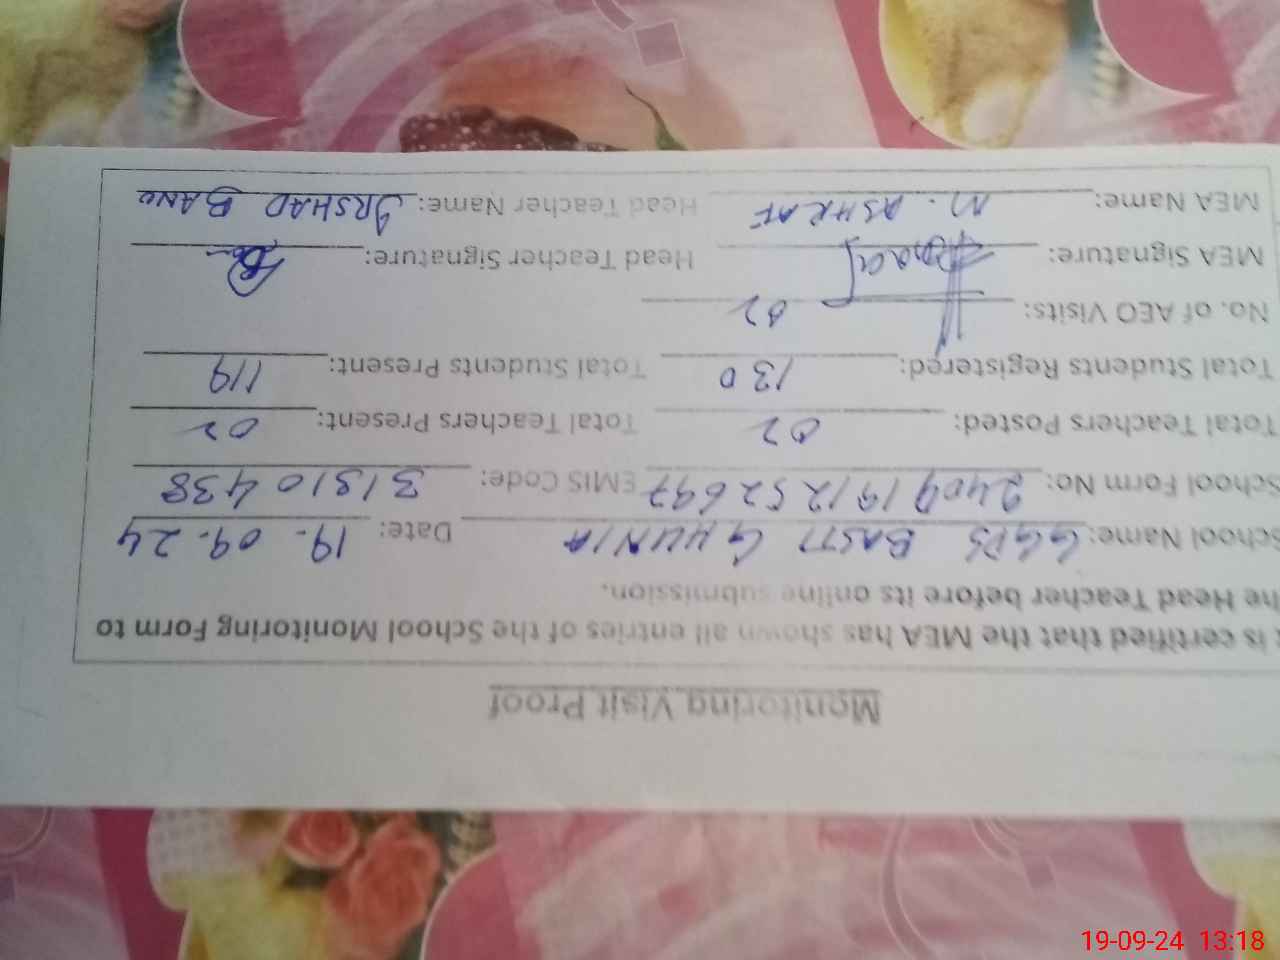 Monitoring Visit Proof
is certified that the MEA has shown all entries of the School Monitoring Form to
he Head Teacher before its online submission.
School Name: GGPS BASTI GHUNIA Date: 19.09.24
School Form No: 2409191252697 EMIS Code: 31310438
Total Teachers Posted: 02 Total Teachers Present: 02
Total Students Registered: 130 Total Students Present: 119
No. of AEO Visits: 02
MEA Signature: Head Teacher Signature:
MEA Name: M. ASHRAF Head Teacher Name: IRSHAD BANO
19-09-24 13:18